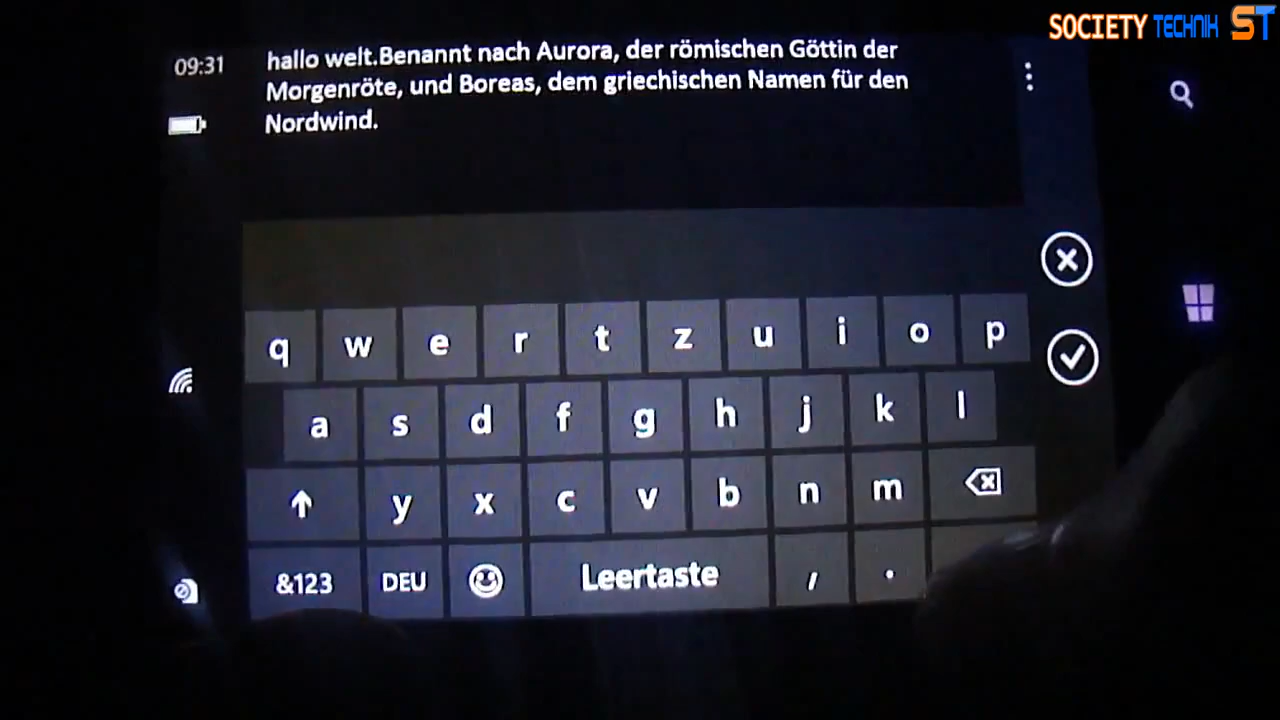 SOCIETY TECHNIK ST
09:31
hallo welt.Benannt nach Aurora, der römischen Göttin der
Morgenröte, und Boreas, dem griechischen Namen für den
Nordwind.
q w e r t z u i o p
a s d f g h j k l
y x c v b n m
&123 DEU Leertaste , .